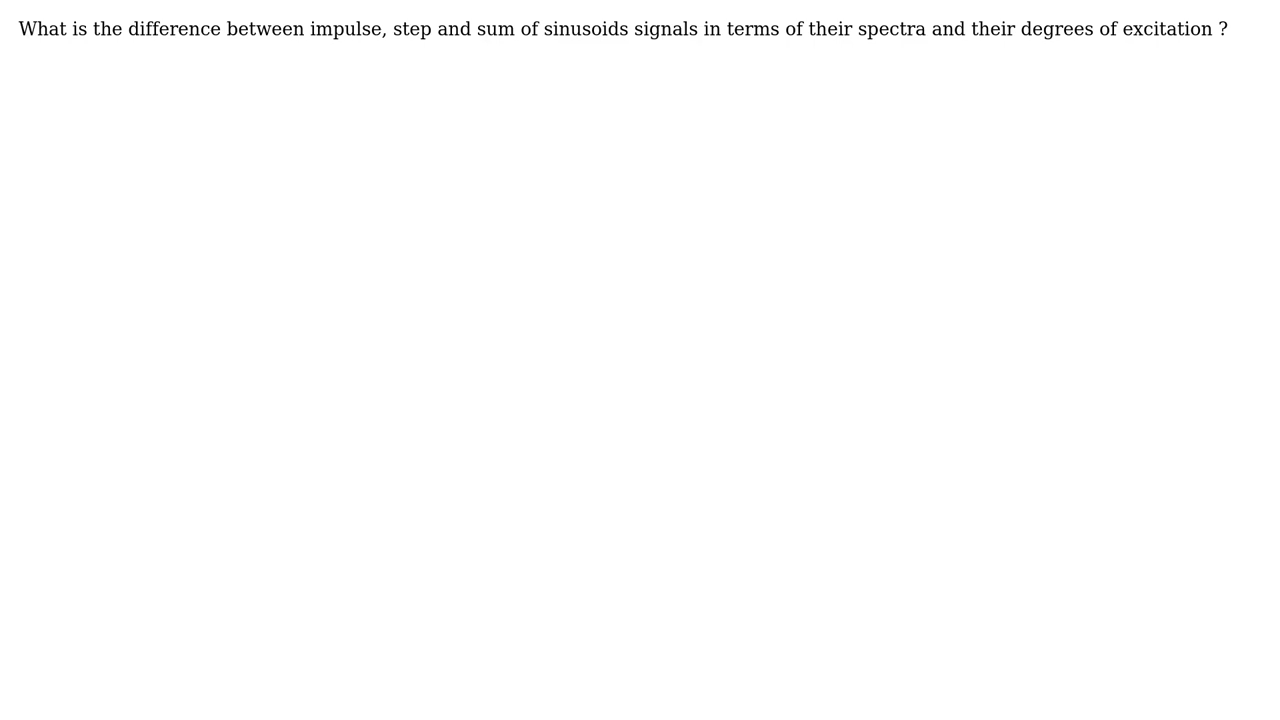 What is the difference between impulse, step and sum of sinusoids signals in terms of their spectra and their degrees of excitation ?